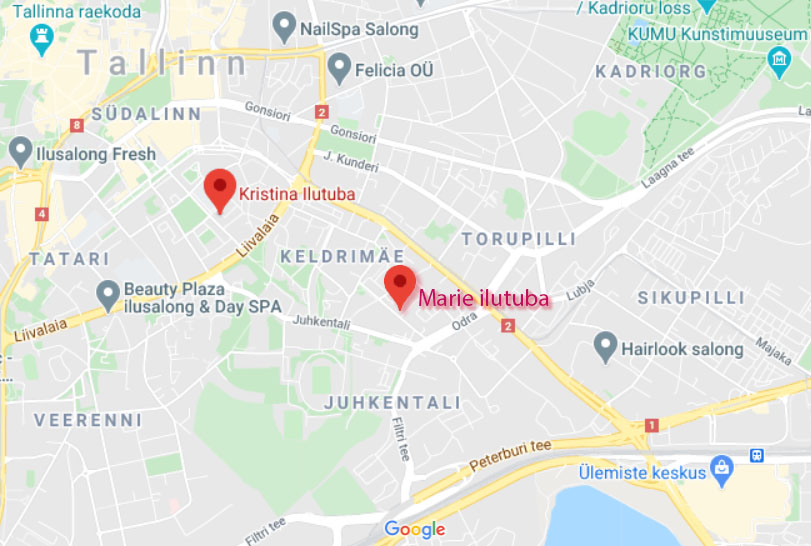 Tallinna raekoda
/ Kadrioru loss
NailSpa Salong
KUMU Kunstimuuseum
Tallinn
Felicia OÜ
KADRIORG
SÜDALINN
Gonsiori
2
8
Gonsiori
La
Ilusalong Fresh
J. Kunderi
Laagna tee
Kristina Ilutuba
4
Liivalaia
TORUPILLI
TATARI
KELDRIMÄE
Beauty Plaza
ilusalong & Day SPA
Marie ilutuba
Lubja
SIKUPILLI
Liivalaia
Juhkentali
Odra
2
Hairlook salong
Majaka
JUHKENTALI
VEERENNI
Filtri tee
1
Peterburi tee
Ülemiste keskus
Filtri tee
Google